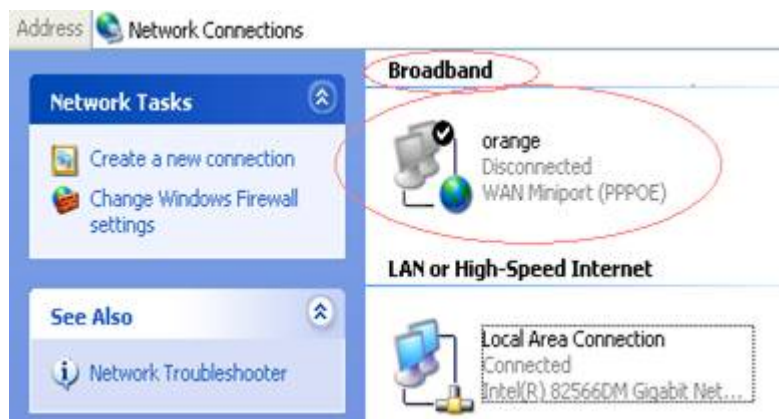 Address Network Connections
Network Tasks
Create a new connection
Change Windows Firewall
settings
See Also
Network Troubleshooter
Broadband
orange
Disconnected
WAN Miniport (PPPOE)
LAN or High-Speed Internet
Local Area Connection
Connected
Intel(R) 82566DM Gigabit Net...